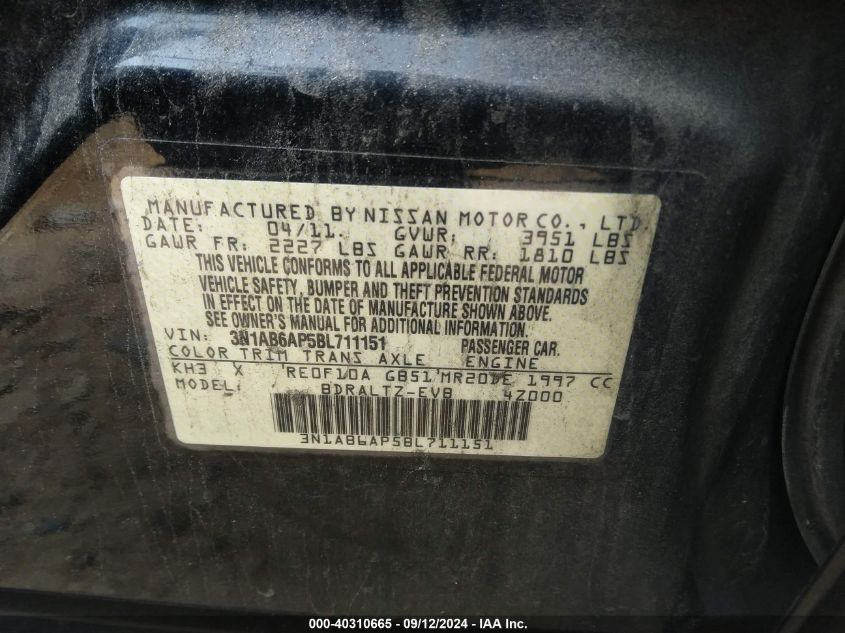 MANUFACTURED BY NISSAN MOTOR CO., LTD.
DATE: 04/11. GVWR: 3951 LBS
GAWR FR: 2227 LBS GAWR RR: 1810 LBS
THIS VEHICLE CONFORMS TO ALL APPLICABLE FEDERAL MOTOR
VEHICLE SAFETY, BUMPER AND THEFT PREVENTION STANDARDS
IN EFFECT ON THE DATE OF MANUFACTURE SHOWN ABOVE.
SEE OWNER'S MANUAL FOR ADDITIONAL INFORMATION.
VIN: 3N1AB6AP5BL711151 PASSENGER CAR.
COLOR TRIM TRANS AXLE ENGINE
KH3 X RE0F10A GB51 MR20DE 1997 CC
MODEL: BDRALTZ-EVB 4Z000
3N1AB6AP5BL711151
000-40310665 - 09/12/2024 - IAA Inc.